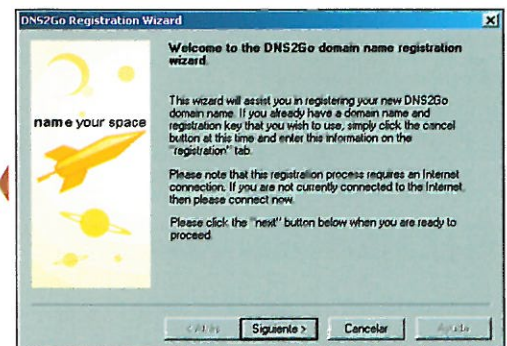 DNS2Go Registration Wizard
Welcome to the DNS2Go domain name registration
wizard.
name your space
This wizard will assist you in registering your new DNS2Go
domain name. If you already have a domain name and
registration key that you wish to use, simply click the cancel
button at this time and enter this information on the
"registration" tab.
Please note that this registration process requires an Internet
connection. If you are not currently connected to the Internet,
then please connect now.
Please click the "next" button below when you are ready to
proceed.
< Atrás Siguiente > Cancelar Ayuda